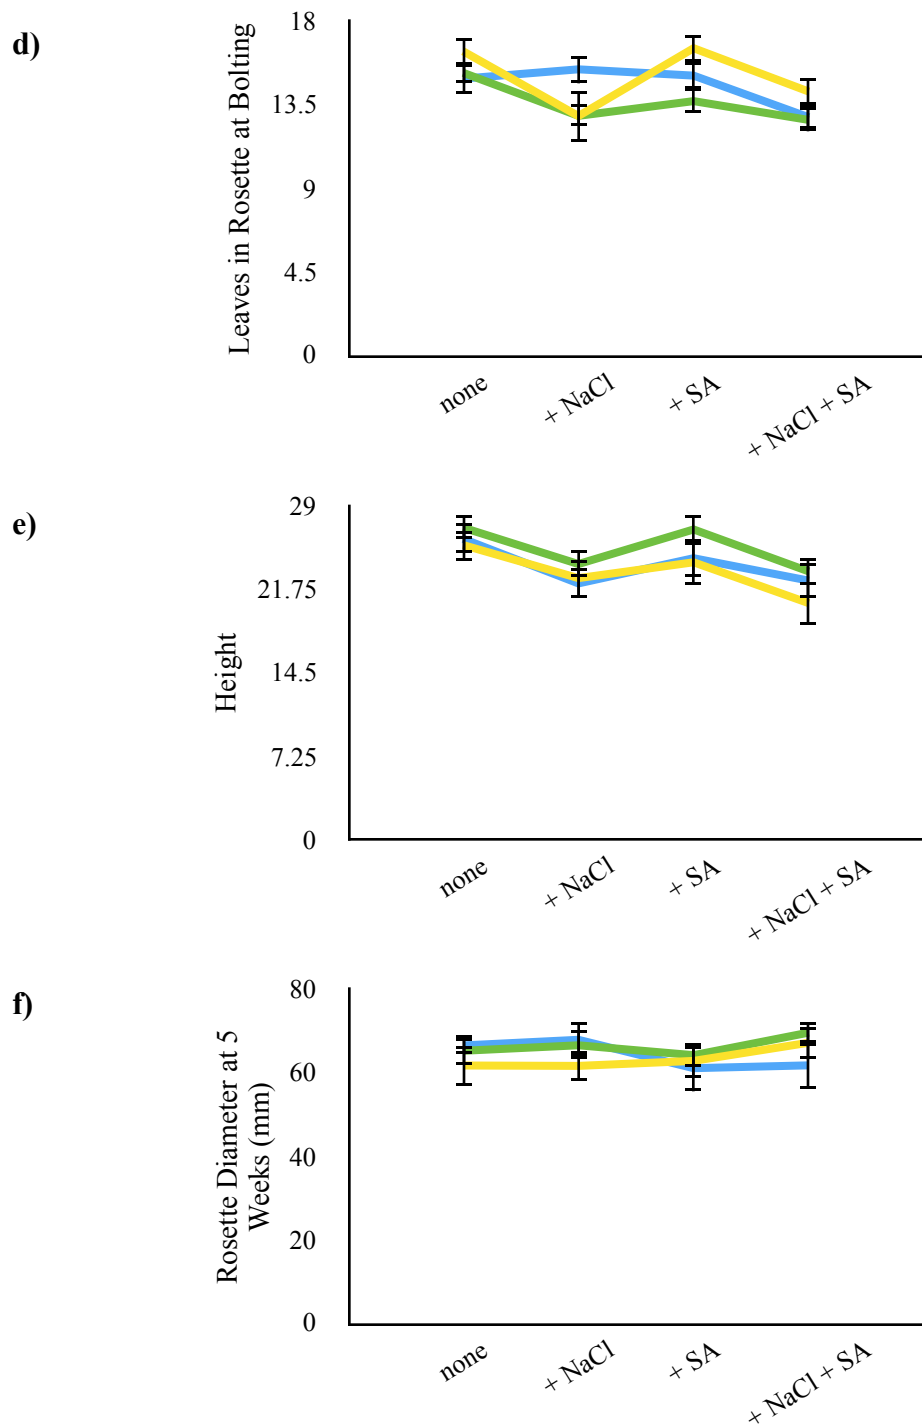 d)
Leaves in Rosette at Bolting
18
13.5
9
4.5
0
none
+ NaCl
+ SA
+ NaCl + SA
e)
Height
29
21.75
14.5
7.25
0
none
+ NaCl
+ SA
+ NaCl + SA
f)
Rosette Diameter at 5
Weeks (mm)
80
60
40
20
0
none
+ NaCl
+ SA
+ NaCl + SA